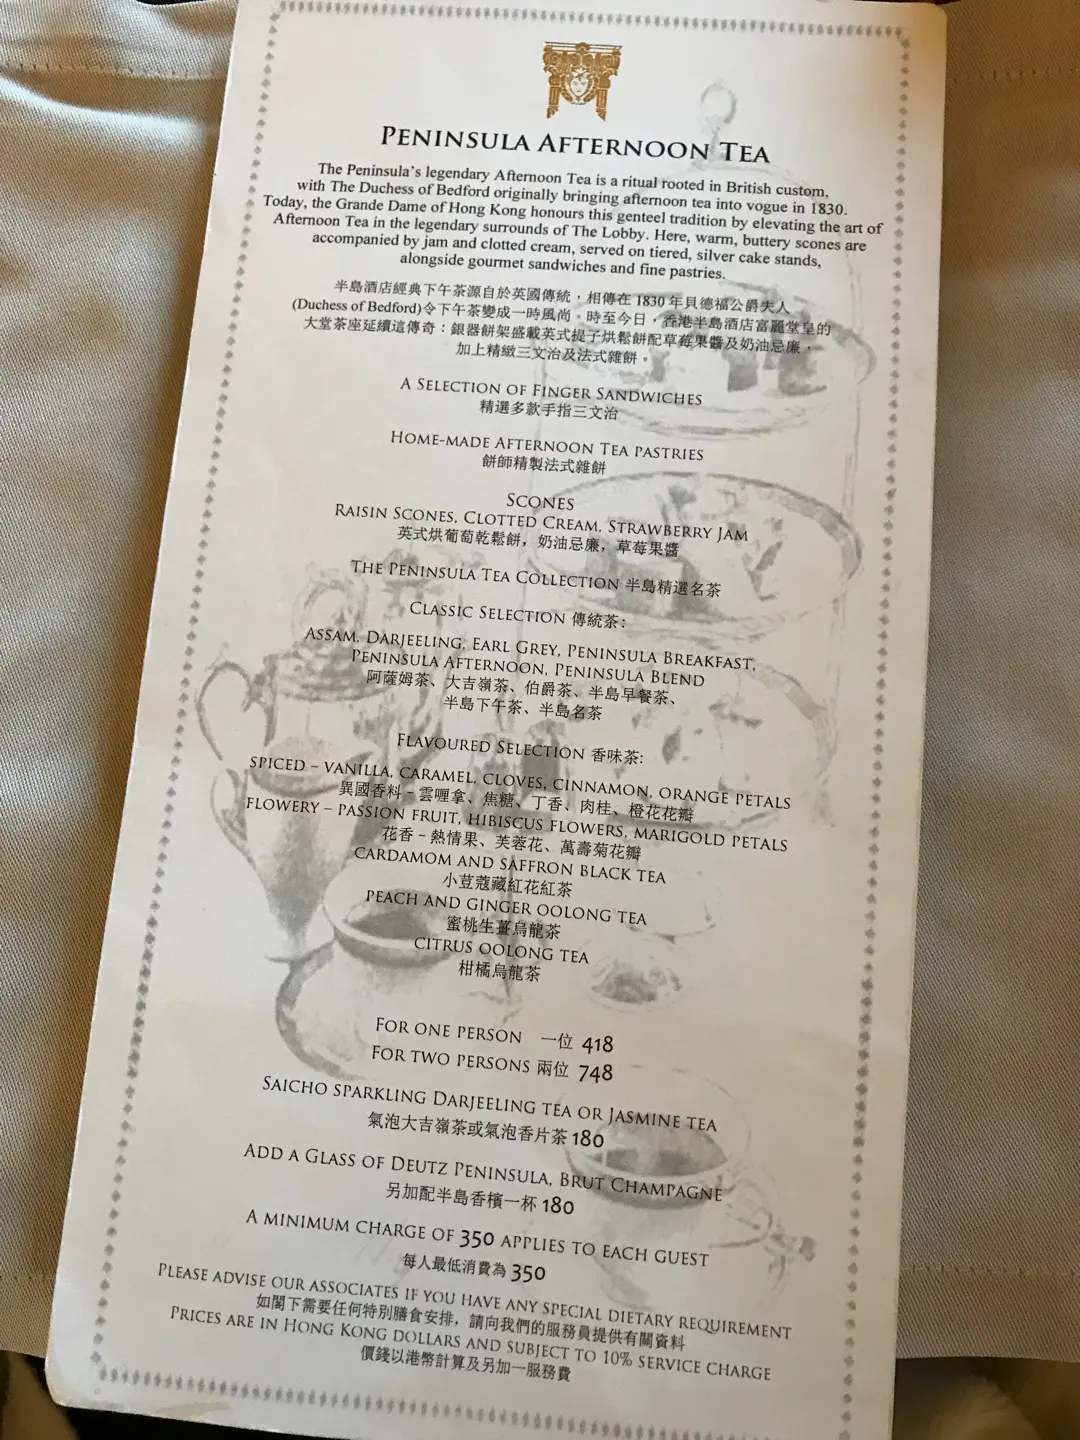 PENINSULA AFTERNOON TEA
The Peninsula's legendary Afternoon Tea is a ritual rooted in British custom,
with The Duchess of Bedford originally bringing afternoon tea into vogue in 1830.
Today, the Grande Dame of Hong Kong honours this genteel tradition by elevating the art of
Afternoon Tea in the legendary surrounds of The Lobby. Here, warm, buttery scones are
accompanied by jam and clotted cream, served on tiered, silver cake stands,
alongside gourmet sandwiches and fine pastries.
半島酒店經典下午茶源自於英國傳統，相傳在 1830 年貝德福公爵夫人
(Duchess of Bedford)令下午茶變成一時風尚。時至今日，香港半島酒店富麗堂皇的
大堂茶座延續這傳奇：銀器餅架盛載英式提子烘鬆餅配草莓果醬及奶油忌廉，
加上精緻三文治及法式雜餅。
A SELECTION OF FINGER SANDWICHES
精選多款手指三文治
HOME-MADE AFTERNOON TEA PASTRIES
餅師精製法式雜餅
SCONES
RAISIN SCONES, CLOTTED CREAM, STRAWBERRY JAM
英式烘葡萄乾鬆餅，奶油忌廉，草莓果醬
THE PENINSULA TEA COLLECTION 半島精選名茶
CLASSIC SELECTION 傳統茶：
ASSAM, DARJEELING, EARL GREY, PENINSULA BREAKFAST,
PENINSULA AFTERNOON, PENINSULA BLEND
阿薩姆茶、大吉嶺茶、伯爵茶、半島早餐茶、
半島下午茶、半島名茶
FLAVOURED SELECTION 香味茶:
SPICED – VANILLA, CARAMEL, CLOVES, CINNAMON, ORANGE PETALS
異國香料 – 雲喱拿、焦糖、丁香、肉桂、橙花花瓣
FLOWERY – PASSION FRUIT, HIBISCUS FLOWERS, MARIGOLD PETALS
花香 – 熱情果、芙蓉花、萬壽菊花瓣
CARDAMOM AND SAFFRON BLACK TEA
小荳蔻藏紅花紅茶
PEACH AND GINGER OOLONG TEA
蜜桃生薑烏龍茶
CITRUS OOLONG TEA
柑橘烏龍茶
FOR ONE PERSON 一位 418
FOR TWO PERSONS 兩位 748
SAICHO SPARKLING DARJEELING TEA OR JASMINE TEA
氣泡大吉嶺茶或氣泡香片茶 180
ADD A GLASS OF DEUTZ PENINSULA, BRUT CHAMPAGNE
另加配半島香檳一杯 180
A MINIMUM CHARGE OF 350 APPLIES TO EACH GUEST
每人最低消費為 350
PLEASE ADVISE OUR ASSOCIATES IF YOU HAVE ANY SPECIAL DIETARY REQUIREMENT
如閣下需要任何特別膳食安排，請向我們的服務員提供有關資料
PRICES ARE IN HONG KONG DOLLARS AND SUBJECT TO 10% SERVICE CHARGE
價錢以港幣計算及另加一服務費